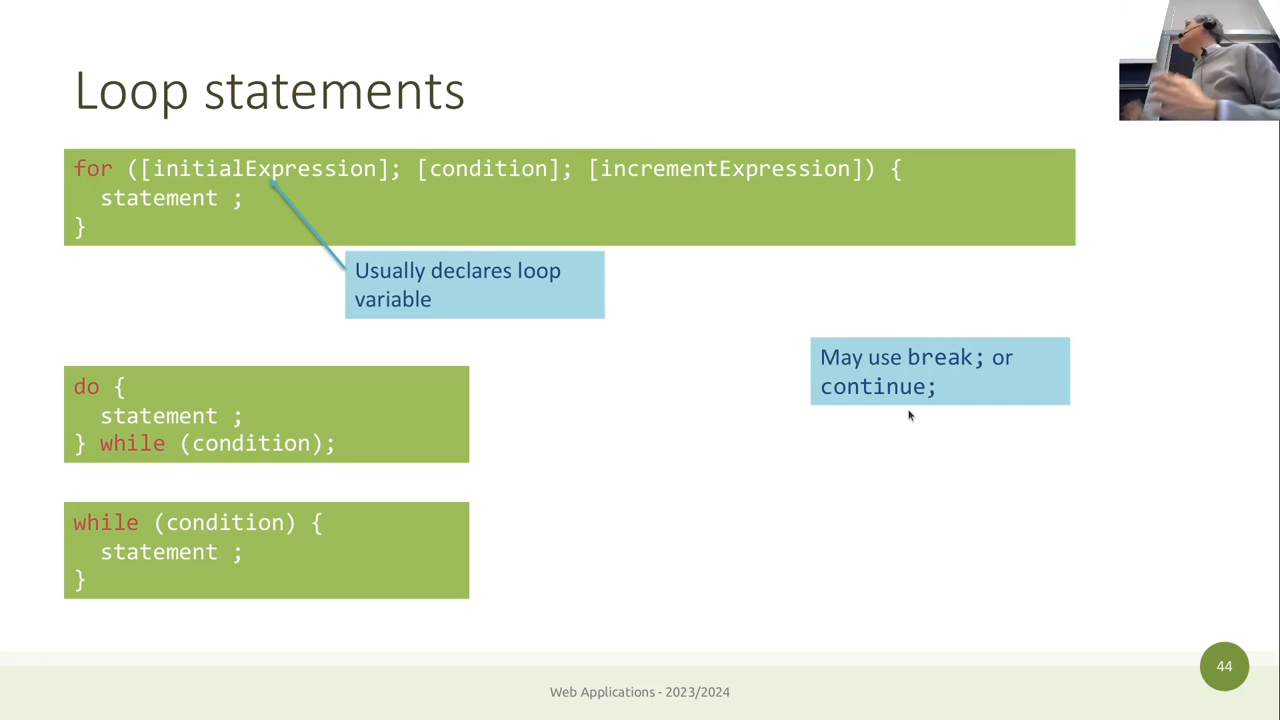 Loop statements
for ([initialExpression]; [condition]; [incrementExpression]) {
  statement ;
}
Usually declares loop
variable
May use break; or
continue;
do {
  statement ;
} while (condition);
while (condition) {
  statement ;
}
44
Web Applications - 2023/2024